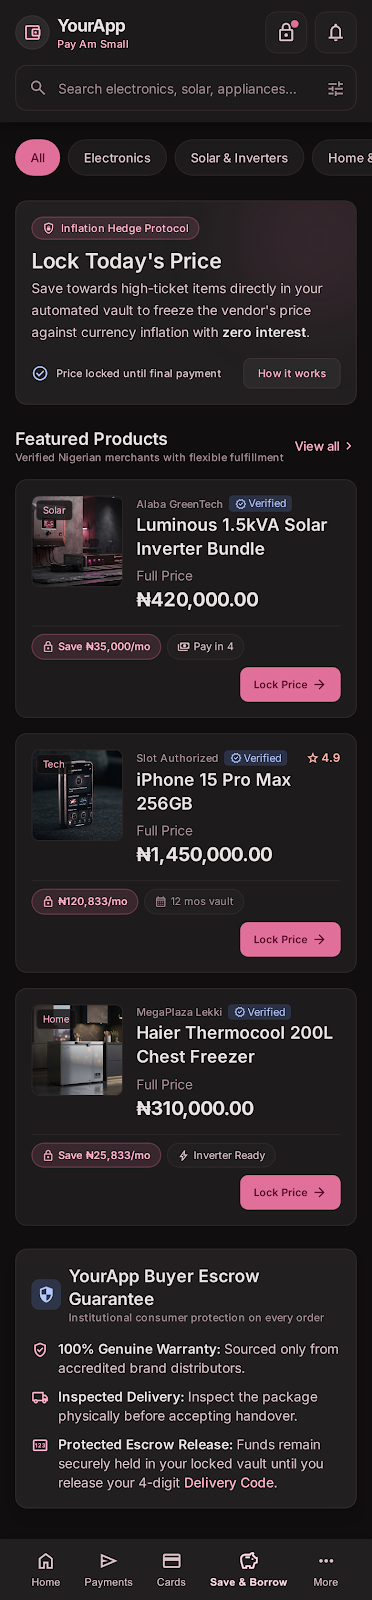 YourApp
Pay Am Small
Search electronics, solar, appliances...
All
Electronics
Solar & Inverters
Home &
Inflation Hedge Protocol
Lock Today's Price
Save towards high-ticket items directly in your
automated vault to freeze the vendor's price
against currency inflation with zero interest.
Price locked until final payment
How it works
Featured Products
Verified Nigerian merchants with flexible fulfillment
View all
Solar
Alaba GreenTech
Verified
Luminous 1.5kVA Solar
Inverter Bundle
Full Price
₦420,000.00
Save ₦35,000/mo
Pay in 4
Lock Price
Tech
Slot Authorized
Verified
4.9
iPhone 15 Pro Max
256GB
Full Price
₦1,450,000.00
₦120,833/mo
12 mos vault
Lock Price
Home
MegaPlaza Lekki
Verified
Haier Thermocool 200L
Chest Freezer
Full Price
₦310,000.00
Save ₦25,833/mo
Inverter Ready
Lock Price
YourApp Buyer Escrow
Guarantee
Institutional consumer protection on every order
100% Genuine Warranty: Sourced only from
accredited brand distributors.
Inspected Delivery: Inspect the package
physically before accepting handover.
Protected Escrow Release: Funds remain
securely held in your locked vault until you
release your 4-digit Delivery Code.
Home
Payments
Cards
Save & Borrow
More